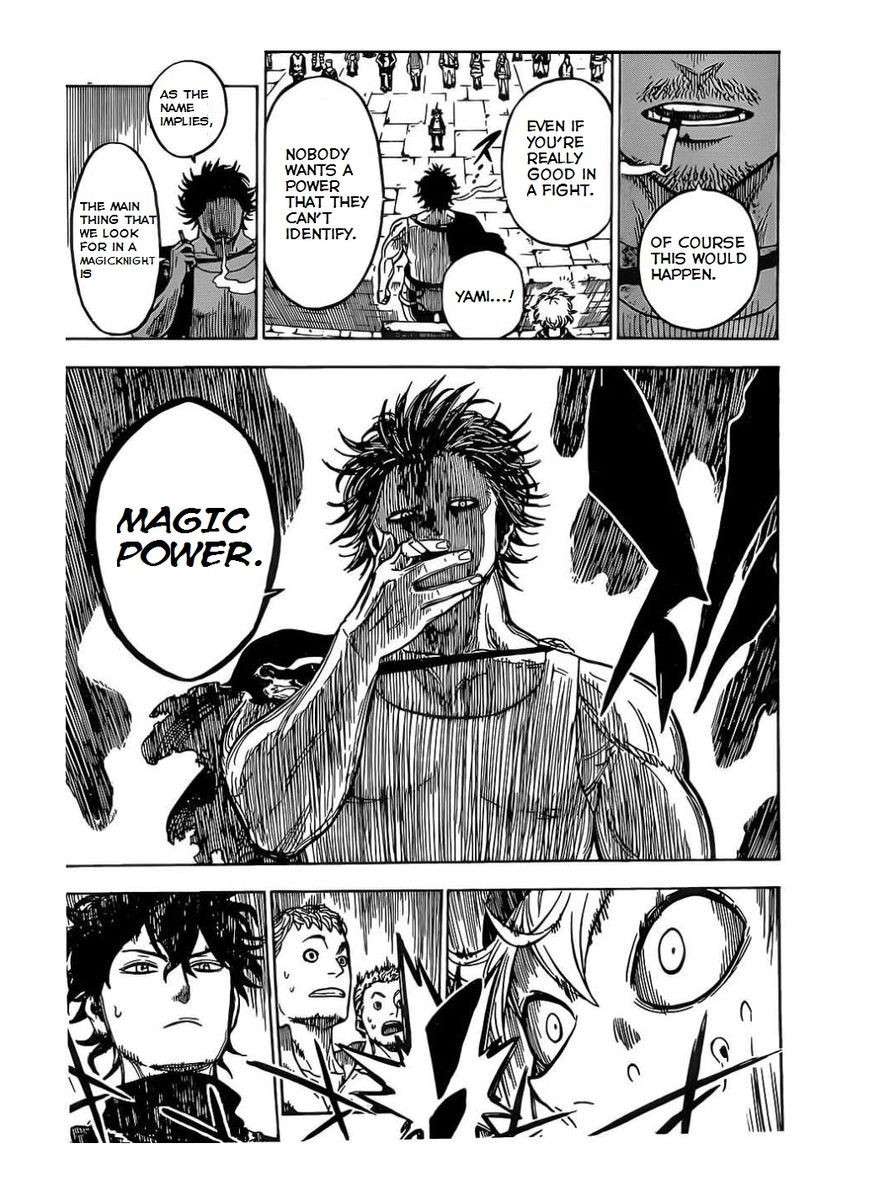 OF COURSE
THIS WOULD
HAPPEN.
EVEN IF
YOU'RE
REALLY
GOOD IN
A FIGHT.
NOBODY
WANTS A
POWER
THAT THEY
CAN'T
IDENTIFY.
YAMI...!
AS THE
NAME
IMPLIES,
THE MAIN
THING THAT
WE LOOK
FOR IN A
MAGICKNIGHT
IS
MAGIC
POWER.